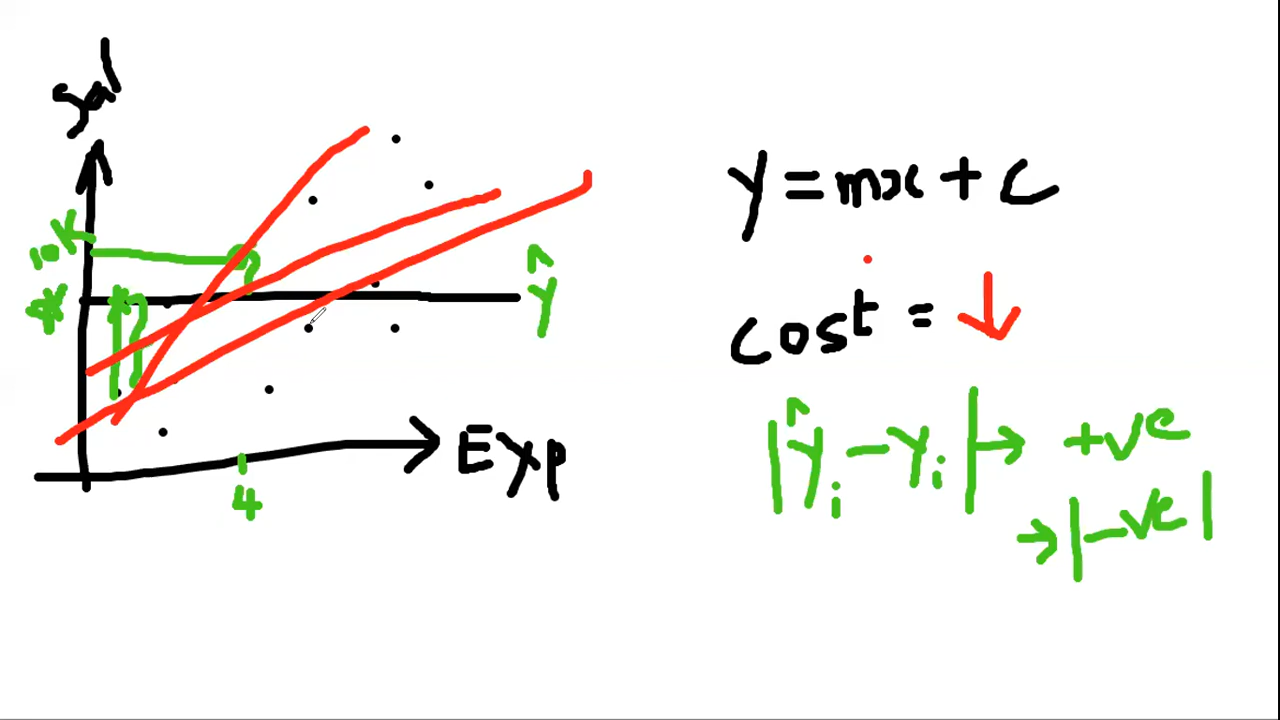 sal
10K
Ŷ
Exp
4
y = mx + c
cost = ↓
|ŷi - yi| → +ve
→ |-ve|